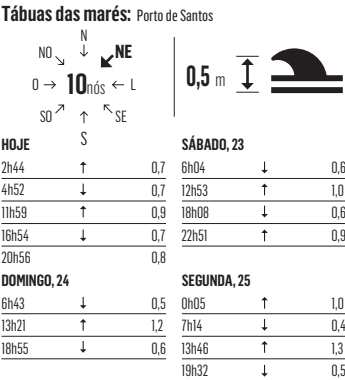 Tábuas das marés: Porto de Santos
N
NO ↓ NE
O → 10nós ← L
SO ↑ SE
S
0,5 m
HOJE
2h44 ↑ 0,7
4h52 ↓ 0,7
11h59 ↑ 0,9
16h54 ↓ 0,7
20h56 0,8
SÁBADO, 23
6h04 ↓ 0,6
12h53 ↑ 1,0
18h08 ↓ 0,6
22h51 ↑ 0,9
DOMINGO, 24
6h43 ↓ 0,5
13h21 ↑ 1,2
18h55 ↓ 0,6
SEGUNDA, 25
0h05 ↑ 1,0
7h14 ↓ 0,4
13h46 ↑ 1,3
19h32 ↓ 0,5